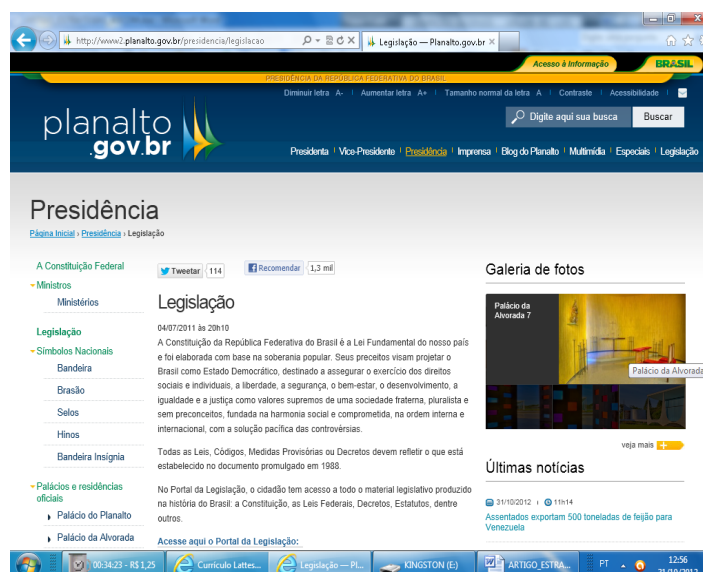 http://www2.planalto.gov.br/presidencia/legislacao
Legislação — Planalto.gov.br
Acesso à Informação
BRASIL
PRESIDÊNCIA DA REPÚBLICA FEDERATIVA DO BRASIL
Diminuir letra A- Aumentar letra A+ Tamanho normal da letra A Contraste Acessibilidade
planalto
.gov.br
Digite aqui sua busca
Buscar
Presidenta Vice-Presidente Presidência Imprensa Blog do Planalto Multimídia Especiais Legislação
Presidência
Página Inicial › Presidência › Legislação
A Constituição Federal
Ministros
Ministérios
Legislação
Símbolos Nacionais
Bandeira
Brasão
Selos
Hinos
Bandeira Insígnia
Palácios e residências
oficiais
Palácio do Planalto
Palácio da Alvorada
Tweetar 114
Recomendar 1,3 mil
Legislação
04/07/2011 às 20h10
A Constituição da República Federativa do Brasil é a Lei Fundamental do nosso país
e foi elaborada com base na soberania popular. Seus preceitos visam projetar o
Brasil como Estado Democrático, destinado a assegurar o exercício dos direitos
sociais e individuais, a liberdade, a segurança, o bem-estar, o desenvolvimento, a
igualdade e a justiça como valores supremos de uma sociedade fraterna, pluralista e
sem preconceitos, fundada na harmonia social e comprometida, na ordem interna e
internacional, com a solução pacífica das controvérsias.
Todas as Leis, Códigos, Medidas Provisórias ou Decretos devem refletir o que está
estabelecido no documento promulgado em 1988.
No Portal da Legislação, o cidadão tem acesso a todo o material legislativo produzido
na história do Brasil: a Constituição, as Leis Federais, Decretos, Estatutos, dentre
outros.
Acesse aqui o Portal da Legislação:
Galeria de fotos
Palácio da
Alvorada 7
Palácio da Alvorada
veja mais
Últimas notícias
31/10/2012 11h14
Assentados exportam 500 toneladas de feijão para
Venezuela
00:34:23 - R$ 1,25
Currículo Lattes...
Legislação — Pl...
KINGSTON (E:)
ARTIGO_ESTRA...
PT
12:56
31/10/2012